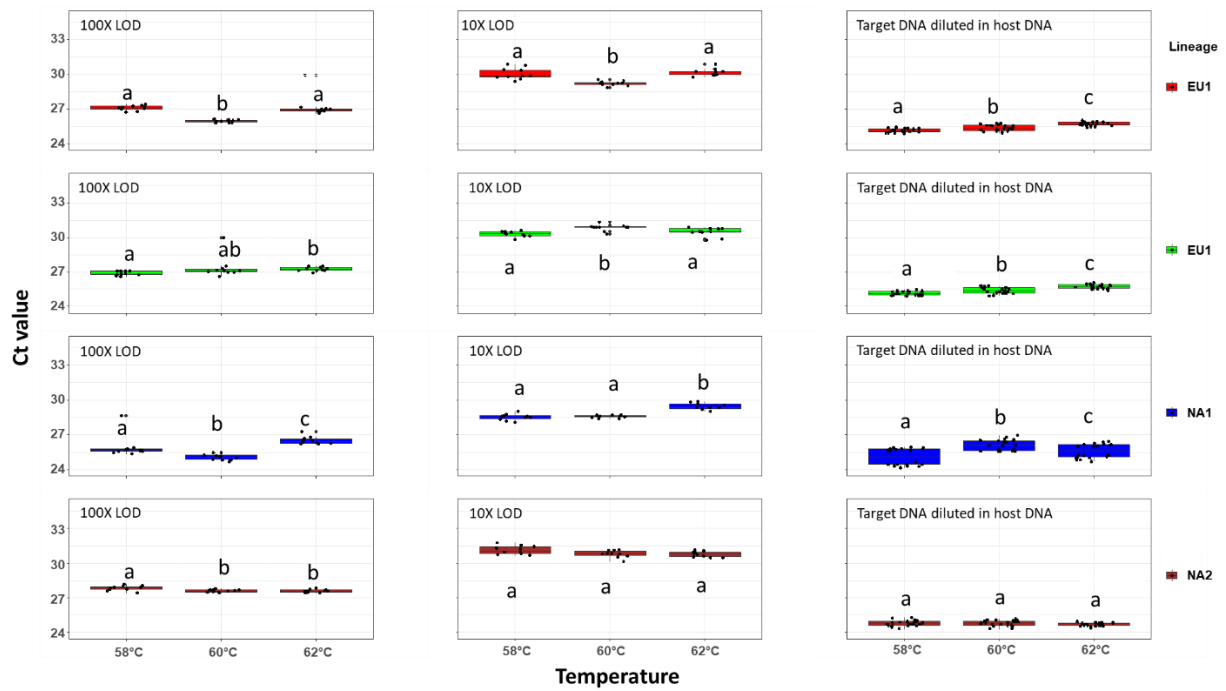 100X LOD
10X LOD
Target DNA diluted in host DNA
Lineage
33
30
27
24
a
b
a
a
b
a
a
b
c
EU1
100X LOD
10X LOD
Target DNA diluted in host DNA
33
30
27
24
a
ab
b
a
b
a
a
b
c
EU1
Ct value
100X LOD
10X LOD
Target DNA diluted in host DNA
33
30
27
24
a
b
c
a
a
b
a
b
c
NA1
100X LOD
10X LOD
Target DNA diluted in host DNA
33
30
27
24
a
b
b
a
a
a
a
a
a
NA2
58°C 60°C 62°C
58°C 60°C 62°C
58°C 60°C 62°C
Temperature